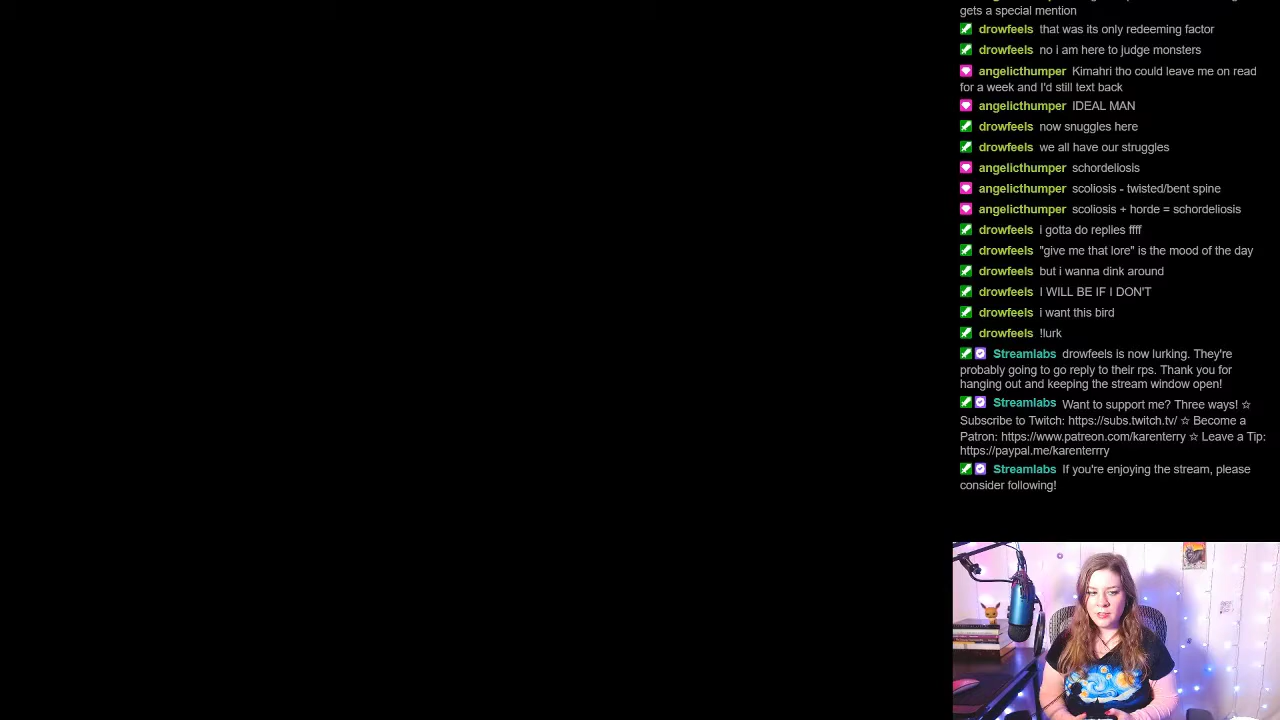 gets a special mention
drowfeels that was its only redeeming factor
drowfeels no i am here to judge monsters
angelicthumper Kimahri tho could leave me on read
for a week and I'd still text back
angelicthumper IDEAL MAN
drowfeels now snuggles here
drowfeels we all have our struggles
angelicthumper schordeliosis
angelicthumper scoliosis - twisted/bent spine
angelicthumper scoliosis + horde = schordeliosis
drowfeels i gotta do replies ffff
drowfeels "give me that lore" is the mood of the day
drowfeels but i wanna dink around
drowfeels I WILL BE IF I DON'T
drowfeels i want this bird
drowfeels !lurk
Streamlabs drowfeels is now lurking. They're
probably going to go reply to their rps. Thank you for
hanging out and keeping the stream window open!
Streamlabs Want to support me? Three ways! ☆
Subscribe to Twitch: https://subs.twitch.tv/ ☆ Become a
Patron: https://www.patreon.com/karenterry ☆ Leave a Tip:
https://paypal.me/karenterrry
Streamlabs If you're enjoying the stream, please
consider following!